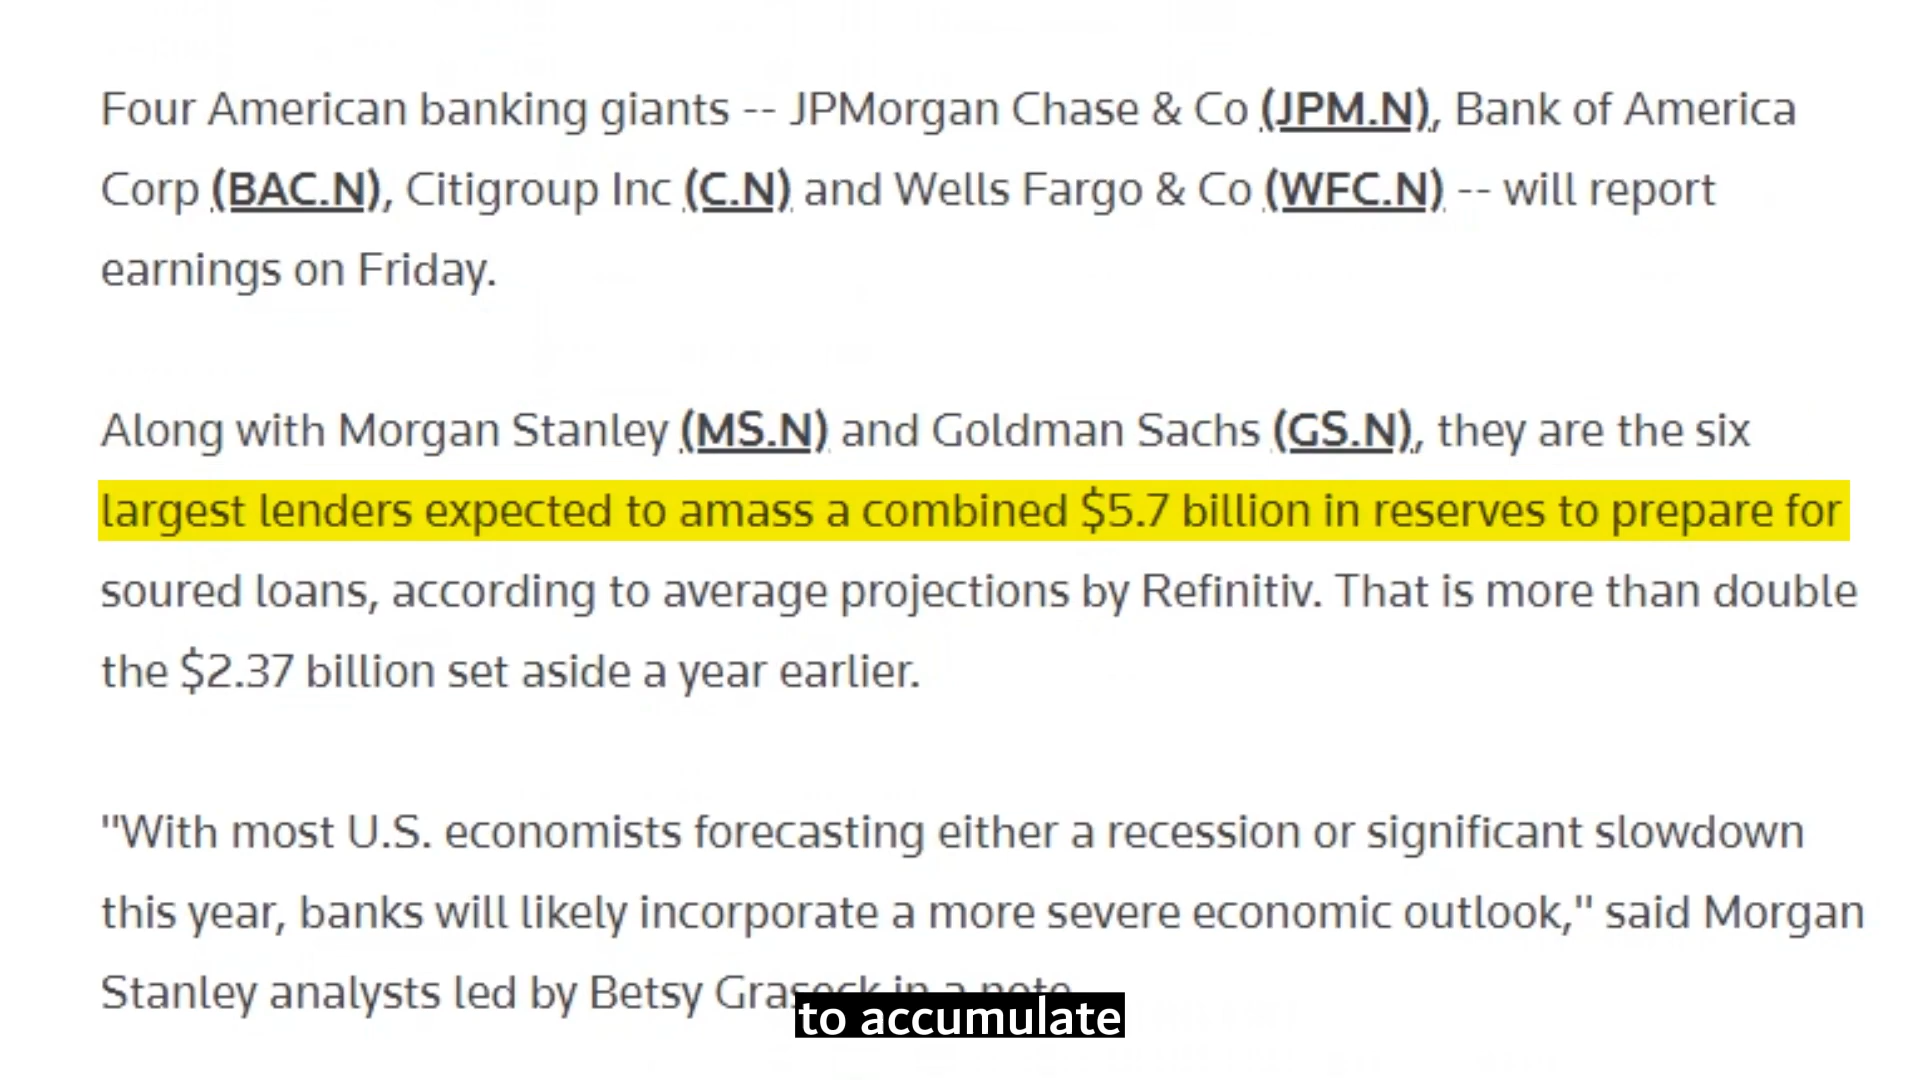 Four American banking giants -- JPMorgan Chase & Co (JPM.N), Bank of America
Corp (BAC.N), Citigroup Inc (C.N) and Wells Fargo & Co (WFC.N) -- will report
earnings on Friday.
Along with Morgan Stanley (MS.N) and Goldman Sachs (GS.N), they are the six
largest lenders expected to amass a combined $5.7 billion in reserves to prepare for
soured loans, according to average projections by Refinitiv. That is more than double
the $2.37 billion set aside a year earlier.
"With most U.S. economists forecasting either a recession or significant slowdown
this year, banks will likely incorporate a more severe economic outlook," said Morgan
Stanley analysts led by Betsy Graseck in a note.
to accumulate